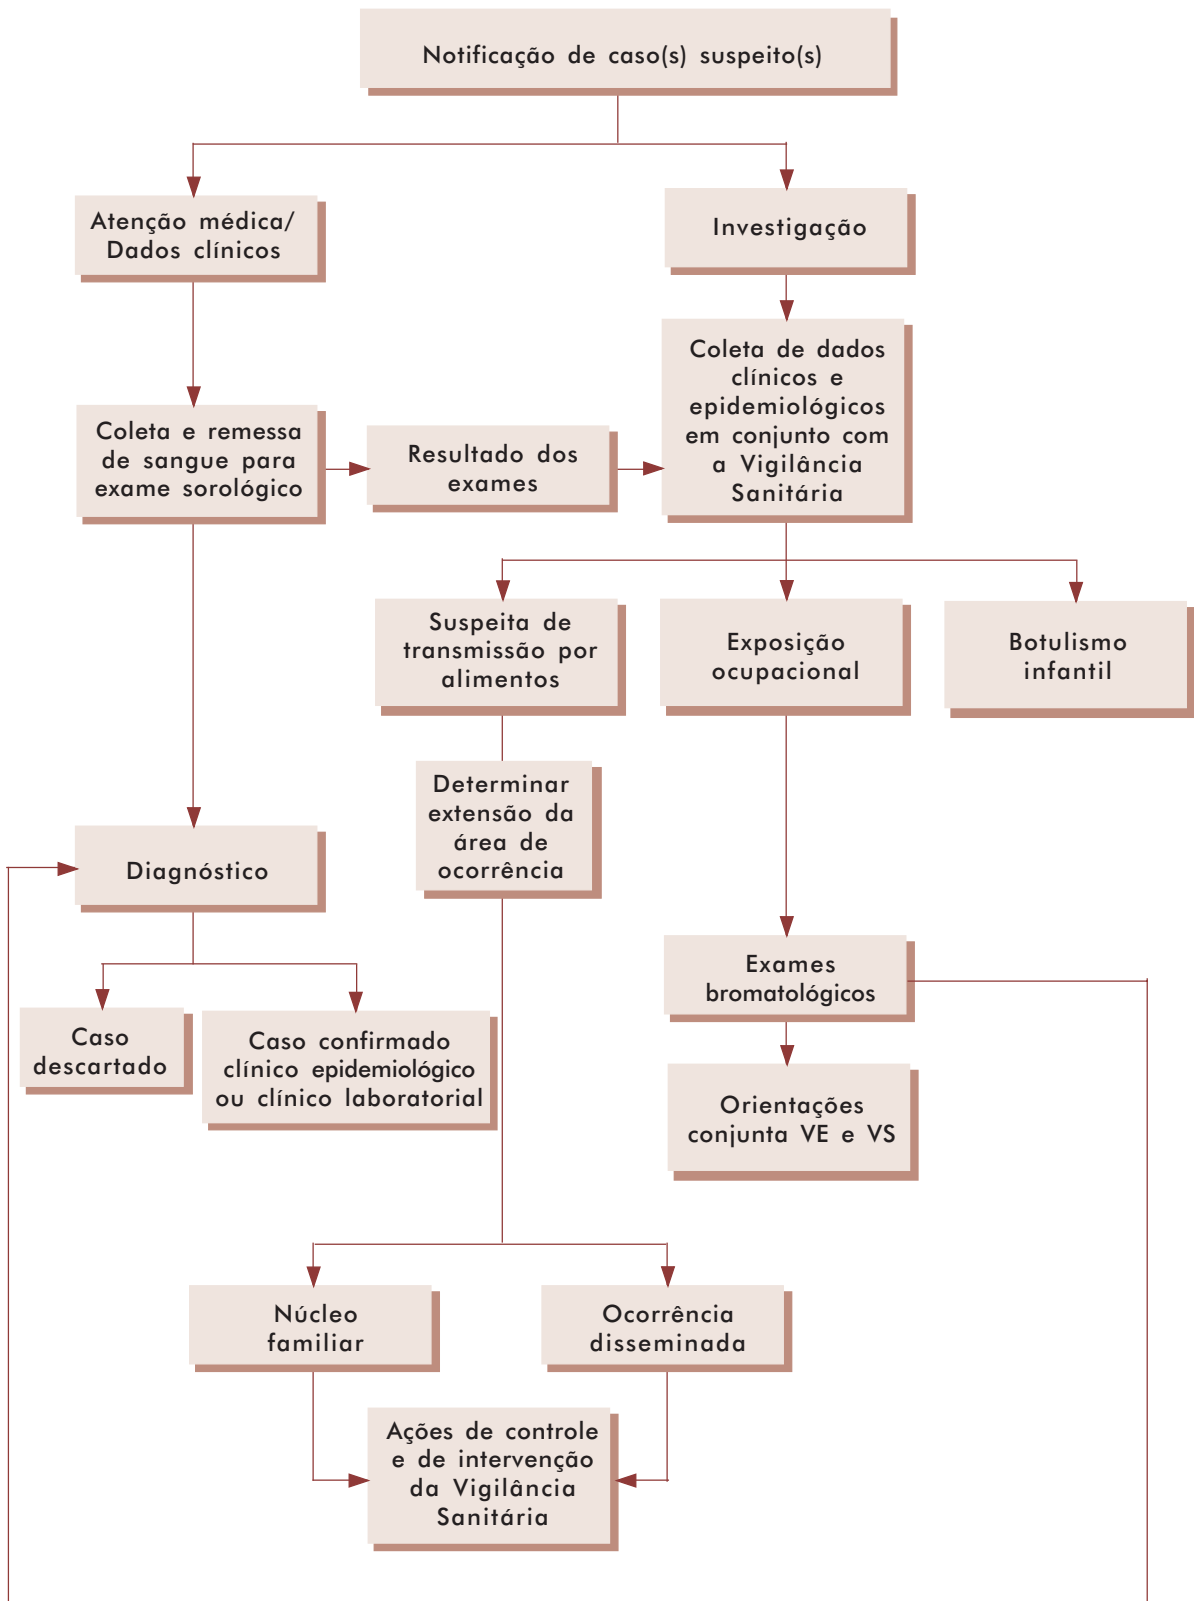 Notificação de caso(s) suspeito(s)
Atenção médica/
Dados clínicos
Investigação
Coleta de dados
clínicos e
epidemiológicos
em conjunto com
a Vigilância
Sanitária
Coleta e remessa
de sangue para
exame sorológico
Resultado dos
exames
Suspeita de
transmissão por
alimentos
Exposição
ocupacional
Botulismo
infantil
Determinar
extensão da
área de
ocorrência
Diagnóstico
Exames
bromatológicos
Caso
descartado
Caso confirmado
clínico epidemiológico
ou clínico laboratorial
Orientações
conjunta VE e VS
Núcleo
familiar
Ocorrência
disseminada
Ações de controle
e de intervenção
da Vigilância
Sanitária